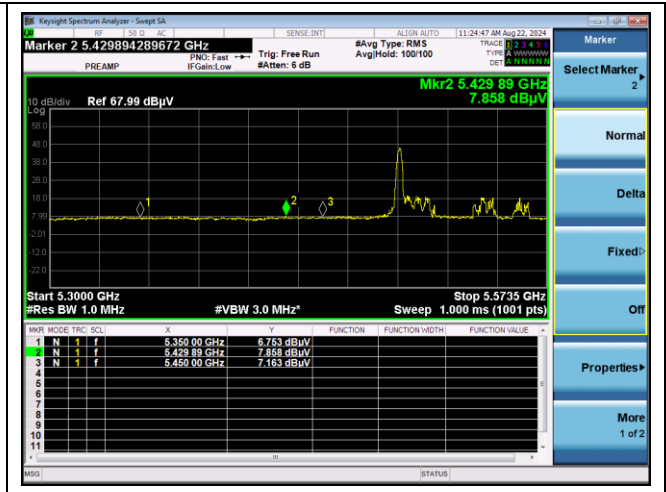 Keysight Spectrum Analyzer - Swept SA
RF 50 Ω AC SENSE:INT ALIGN AUTO 11:24:47 AM Aug 22, 2024
Marker 2 5.429894289672 GHz
PREAMP
PNO: Fast
IFGain:Low
Trig: Free Run
#Atten: 6 dB
#Avg Type: RMS
Avg|Hold: 100/100
TRACE 1 2 3 4 5 6
TYPE A WWWWW
DET A N N N N N
Mkr2 5.429 89 GHz
7.858 dBµV
10 dB/div Ref 67.99 dBµV
Log
58.0
48.0
38.0
28.0
18.0
7.99
-2.01
-12.0
-22.0
1
2
3
Start 5.3000 GHz Stop 5.5735 GHz
#Res BW 1.0 MHz #VBW 3.0 MHz* Sweep 1.000 ms (1001 pts)
MKR MODE TRC SCL X Y FUNCTION FUNCTION WIDTH FUNCTION VALUE
1 N 1 f 5.350 00 GHz 6.753 dBµV
2 N 1 f 5.429 89 GHz 7.858 dBµV
3 N 1 f 5.450 00 GHz 7.163 dBµV
4
5
6
7
8
9
10
11
MSG STATUS
Marker
Select Marker
2
Normal
Delta
Fixed
Off
Properties
More
1 of 2